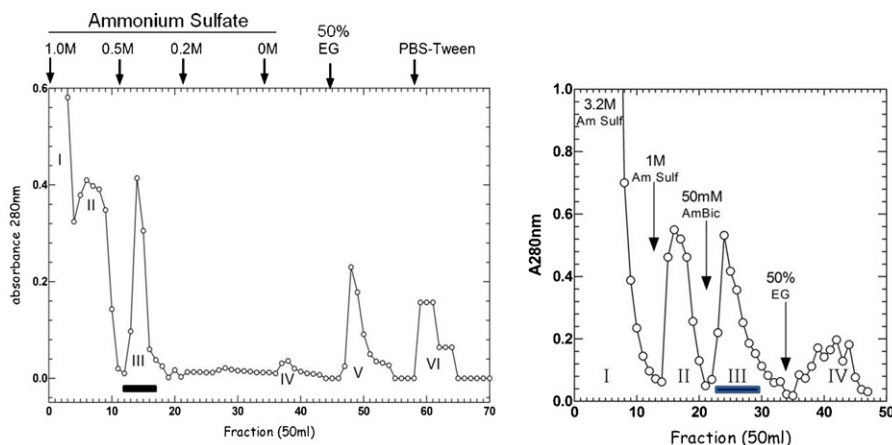 Ammonium Sulfate
1.0M 0.5M 0.2M 0M 50% EG PBS-Tween
0.6
0.4
0.2
0.0
absorbance 280nm
I
II
III
IV
V
VI
0 10 20 30 40 50 60 70
Fraction (50ml)
1.0
0.8
0.6
0.4
0.2
0.0
A280nm
3.2M
Am Sulf
1M
Am Sulf
50mM
AmBic
50%
EG
I
II
III
IV
0 10 20 30 40 50
Fraction (50ml)